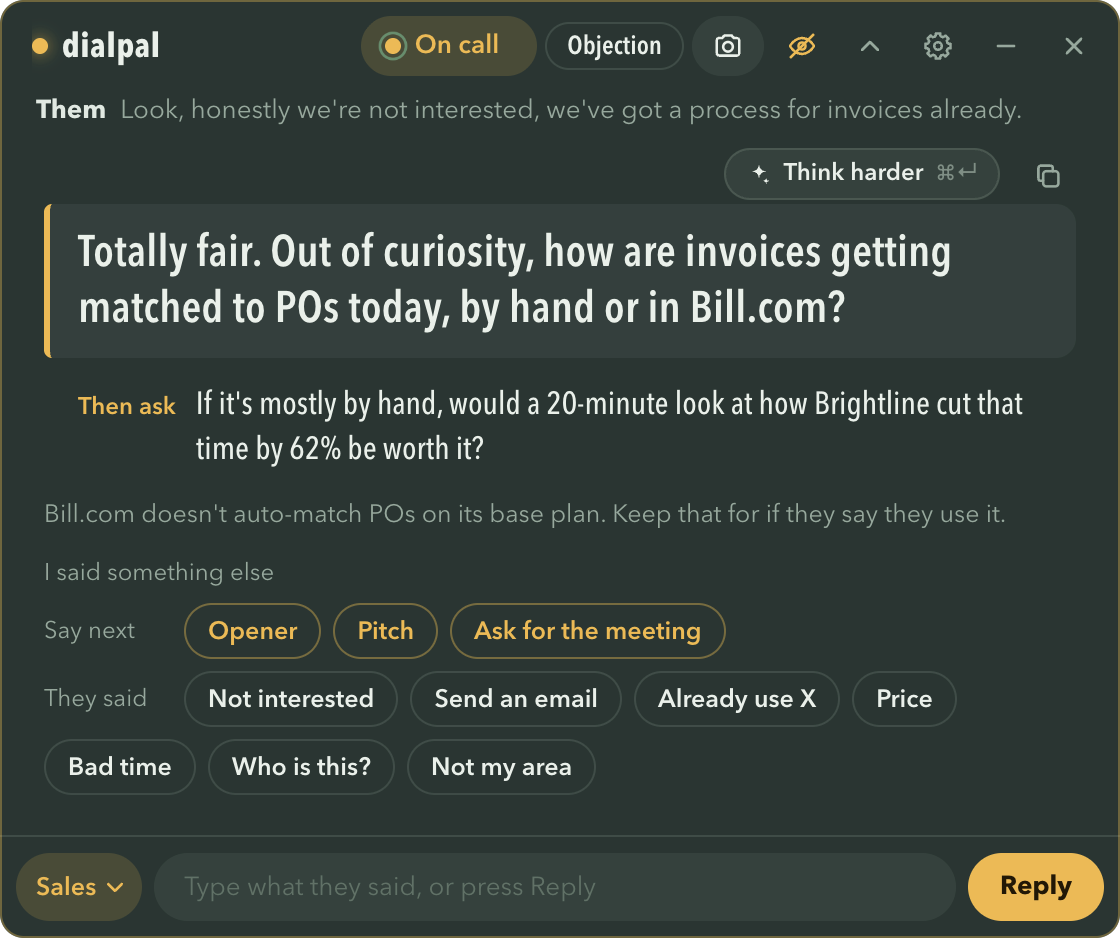 dialpal
On call
Objection
Them Look, honestly we're not interested, we've got a process for invoices already.
Think harder ⌘↵
Totally fair. Out of curiosity, how are invoices getting
matched to POs today, by hand or in Bill.com?
Then ask If it's mostly by hand, would a 20-minute look at how Brightline cut that
time by 62% be worth it?
Bill.com doesn't auto-match POs on its base plan. Keep that for if they say they use it.
I said something else
Say next Opener Pitch Ask for the meeting
They said Not interested Send an email Already use X Price
Bad time Who is this? Not my area
Sales Type what they said, or press Reply Reply